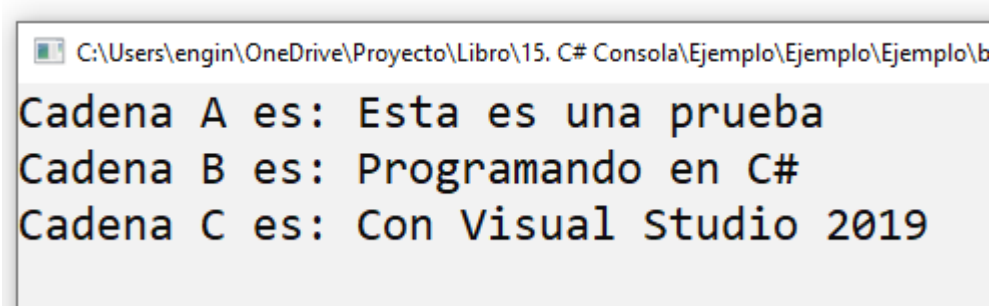 C:\Users\engin\OneDrive\Proyecto\Libro\15. C# Consola\Ejemplo\Ejemplo\Ejemplo\b
Cadena A es: Esta es una prueba
Cadena B es: Programando en C#
Cadena C es: Con Visual Studio 2019